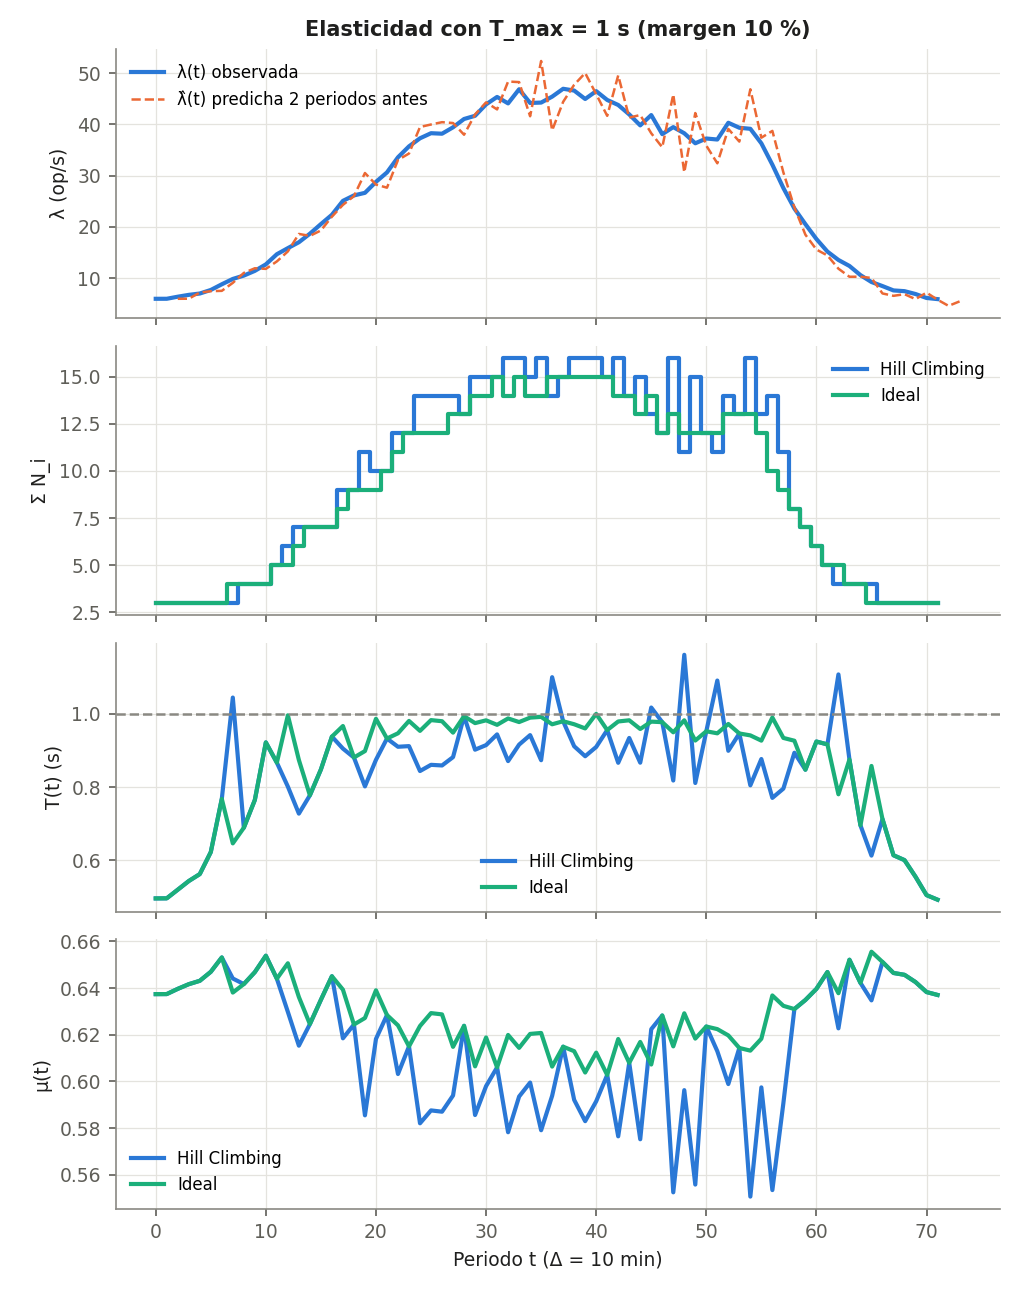 Elasticidad con T_max = 1 s (margen 10 %)
λ (op/s)
50
40
30
20
10
λ(t) observada
λ̂(t) predicha 2 periodos antes
Σ N_i
15.0
12.5
10.0
7.5
5.0
2.5
Hill Climbing
Ideal
T(t) (s)
1.0
0.8
0.6
Hill Climbing
Ideal
μ(t)
0.66
0.64
0.62
0.60
0.58
0.56
Hill Climbing
Ideal
0 10 20 30 40 50 60 70
Periodo t (Δ = 10 min)